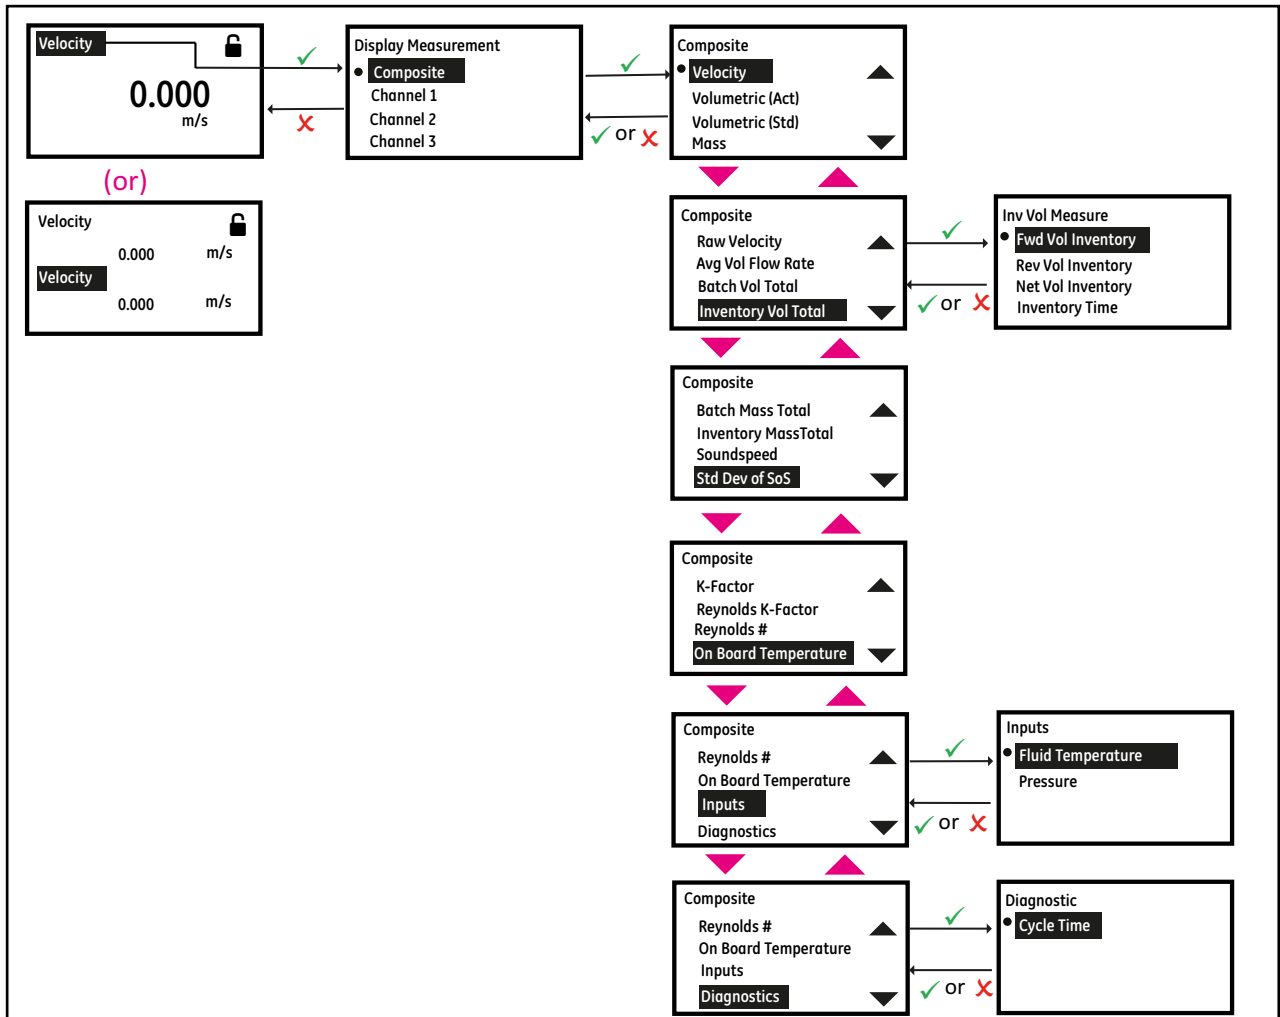 Velocity
0.000
m/s
(or)
Velocity
0.000 m/s
Velocity
0.000 m/s
Display Measurement
Composite
Channel 1
Channel 2
Channel 3
or
Composite
Velocity
Volumetric (Act)
Volumetric (Std)
Mass
Composite
Raw Velocity
Avg Vol Flow Rate
Batch Vol Total
Inventory Vol Total
or
Inv Vol Measure
Fwd Vol Inventory
Rev Vol Inventory
Net Vol Inventory
Inventory Time
Composite
Batch Mass Total
Inventory MassTotal
Soundspeed
Std Dev of SoS
Composite
K-Factor
Reynolds K-Factor
Reynolds #
On Board Temperature
Composite
Reynolds #
On Board Temperature
Inputs
Diagnostics
or
Inputs
Fluid Temperature
Pressure
Composite
Reynolds #
On Board Temperature
Inputs
Diagnostics
or
Diagnostic
Cycle Time